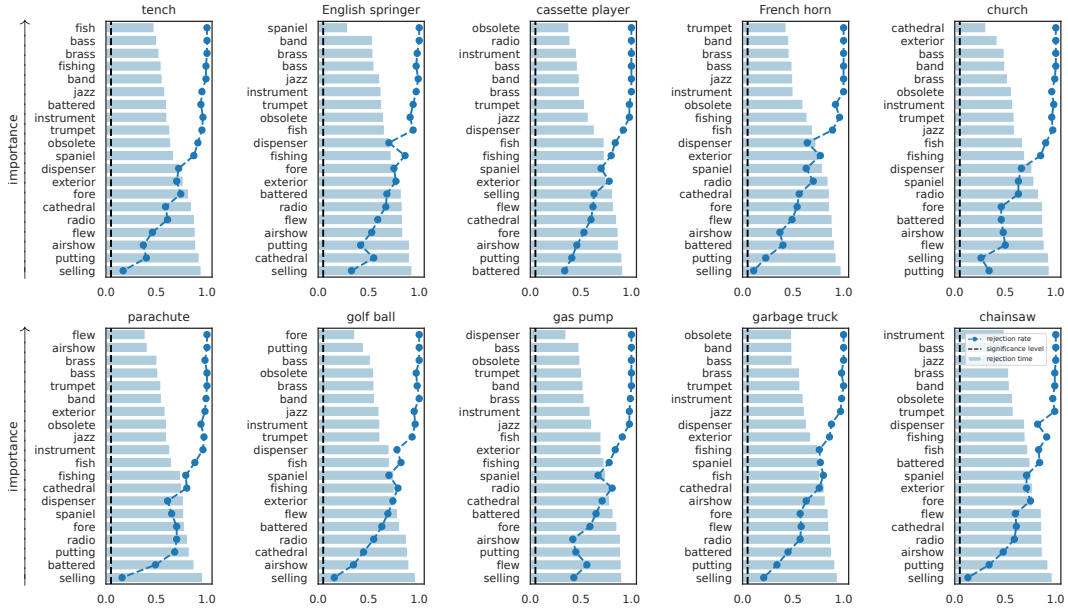 tench
English springer
cassette player
French horn
church
importance
fish
bass
brass
fishing
band
jazz
battered
instrument
trumpet
obsolete
spaniel
dispenser
exterior
fore
cathedral
radio
flew
airshow
putting
selling
0.0 0.5 1.0
spaniel
band
brass
bass
jazz
instrument
trumpet
obsolete
fish
dispenser
fishing
fore
exterior
battered
radio
flew
airshow
putting
cathedral
selling
0.0 0.5 1.0
obsolete
radio
instrument
bass
band
brass
trumpet
jazz
dispenser
fish
fishing
spaniel
exterior
selling
flew
cathedral
fore
airshow
putting
battered
0.0 0.5 1.0
trumpet
band
brass
bass
jazz
instrument
obsolete
fishing
fish
dispenser
exterior
spaniel
radio
cathedral
fore
flew
airshow
battered
putting
selling
0.0 0.5 1.0
cathedral
exterior
bass
band
brass
obsolete
instrument
trumpet
jazz
fish
fishing
dispenser
spaniel
radio
fore
battered
airshow
flew
selling
putting
0.0 0.5 1.0
parachute
golf ball
gas pump
garbage truck
chainsaw
importance
flew
airshow
brass
bass
trumpet
band
exterior
obsolete
jazz
instrument
fish
fishing
cathedral
dispenser
spaniel
fore
radio
putting
battered
selling
0.0 0.5 1.0
fore
putting
bass
obsolete
brass
band
jazz
instrument
trumpet
dispenser
fish
spaniel
fishing
exterior
flew
battered
radio
cathedral
airshow
selling
0.0 0.5 1.0
dispenser
bass
obsolete
trumpet
band
brass
instrument
jazz
fish
exterior
fishing
spaniel
radio
cathedral
battered
fore
airshow
putting
flew
selling
0.0 0.5 1.0
obsolete
band
bass
brass
trumpet
instrument
jazz
dispenser
exterior
fishing
spaniel
fish
cathedral
airshow
fore
flew
radio
battered
putting
selling
0.0 0.5 1.0
instrument
bass
jazz
brass
band
obsolete
trumpet
dispenser
fishing
fish
battered
spaniel
exterior
fore
flew
cathedral
radio
airshow
putting
selling
0.0 0.5 1.0
rejection rate
significance level
rejection time